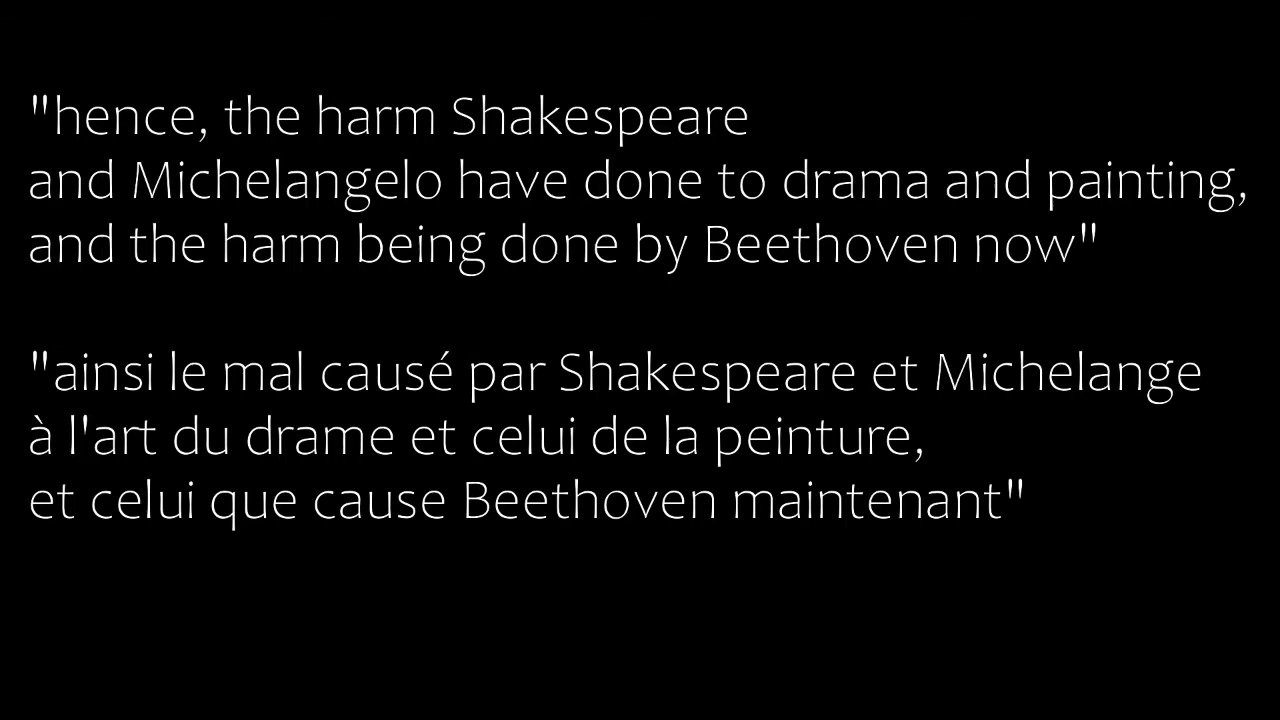 "hence, the harm Shakespeare
and Michelangelo have done to drama and painting,
and the harm being done by Beethoven now"
"ainsi le mal causé par Shakespeare et Michelange
à l'art du drame et celui de la peinture,
et celui que cause Beethoven maintenant"